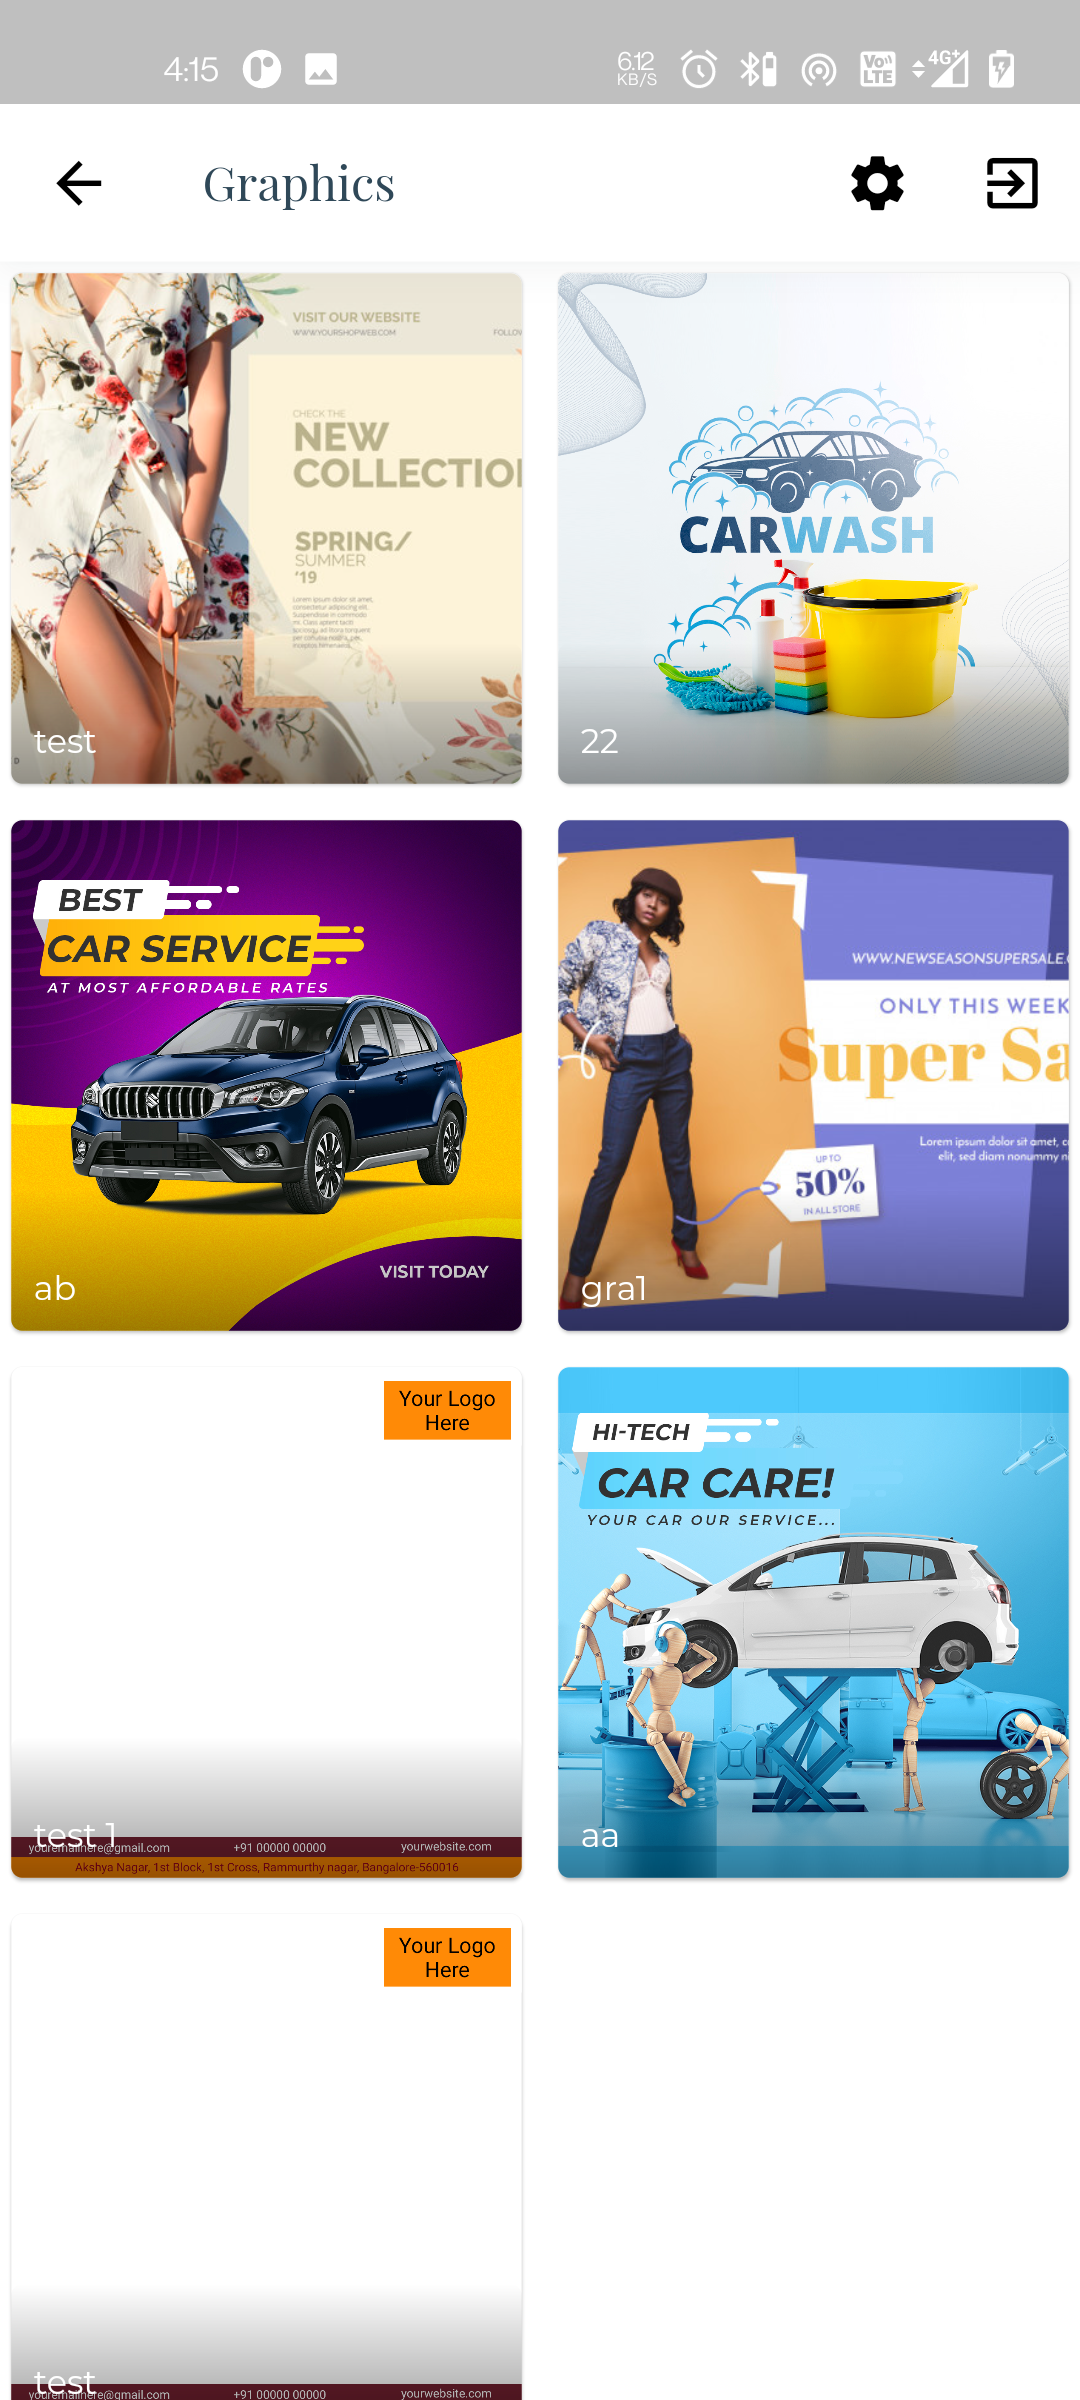 4:15
6.12
KB/S
Vo))
LTE
4G+
Graphics
VISIT OUR WEBSITE
WWW.YOURSHOPWEB.COM
CHECK THE
NEW
COLLECTIO
SPRING/
SUMMER
'19
Lorem ipsum dolor sit amet,
consectetur adipiscing elit.
Suspendisse in commodo
mi. Class aptent taciti
sociosqu ad litora torquent
per conubia nostra, per
inceptos himenaeos.
test
CARWASH
22
BEST
CAR SERVICE
AT MOST AFFORDABLE RATES
VISIT TODAY
ab
WWW.NEWSEASONSUPERSALE.
ONLY THIS WEEK
Super Sa
Lorem ipsum dolor sit amet, c
elit, sed diam nonummy n
UP TO
50%
IN ALL STORE
gra1
Your Logo
Here
test 1
youremailhere@gmail.com +91 00000 00000 yourwebsite.com
Akshya Nagar, 1st Block, 1st Cross, Rammurthy nagar, Bangalore-560016
HI-TECH
CAR CARE!
YOUR CAR OUR SERVICE...
aa
Your Logo
Here
test
youremailhere@gmail.com +91 00000 00000 yourwebsite.com